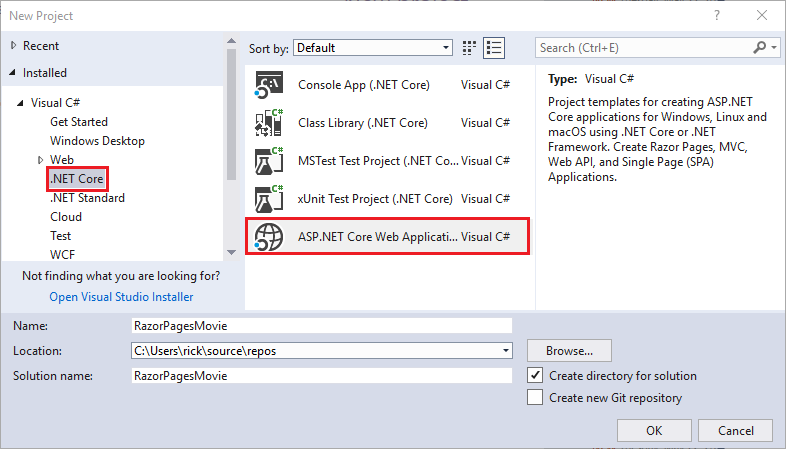 New Project
Recent
Installed
Visual C#
Get Started
Windows Desktop
Web
.NET Core
.NET Standard
Cloud
Test
WCF
Not finding what you are looking for?
Open Visual Studio Installer
Sort by: Default
Console App (.NET Core) Visual C#
Class Library (.NET Core) Visual C#
MSTest Test Project (.NET Co... Visual C#
xUnit Test Project (.NET Core) Visual C#
ASP.NET Core Web Applicati... Visual C#
Search (Ctrl+E)
Type: Visual C#
Project templates for creating ASP.NET
Core applications for Windows, Linux and
macOS using .NET Core or .NET
Framework. Create Razor Pages, MVC,
Web API, and Single Page (SPA)
Applications.
Name: RazorPagesMovie
Location: C:\Users\rick\source\repos Browse...
Solution name: RazorPagesMovie
Create directory for solution
Create new Git repository
OK Cancel